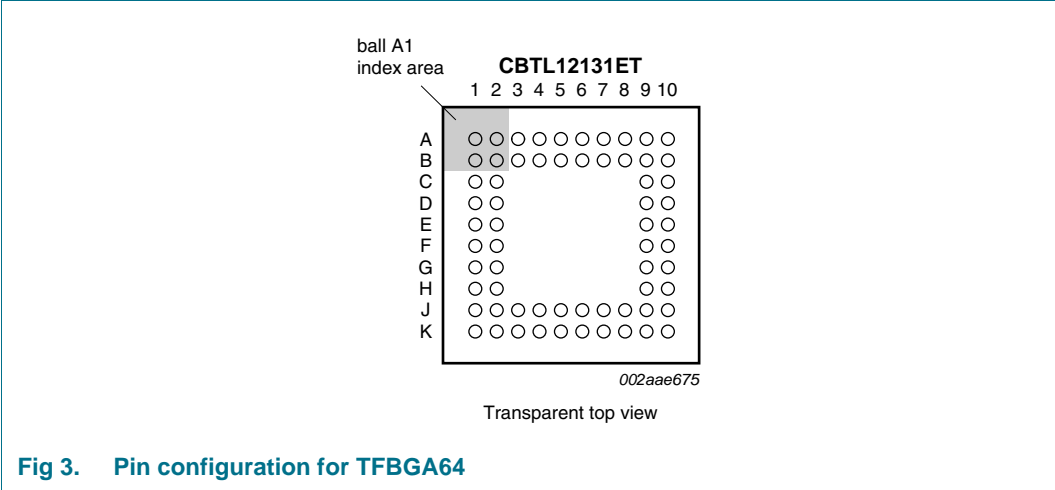 ball A1
index area
CBTL12131ET
1 2 3 4 5 6 7 8 9 10
A
B
C
D
E
F
G
H
J
K
002aae675
Transparent top view
Fig 3. Pin configuration for TFBGA64